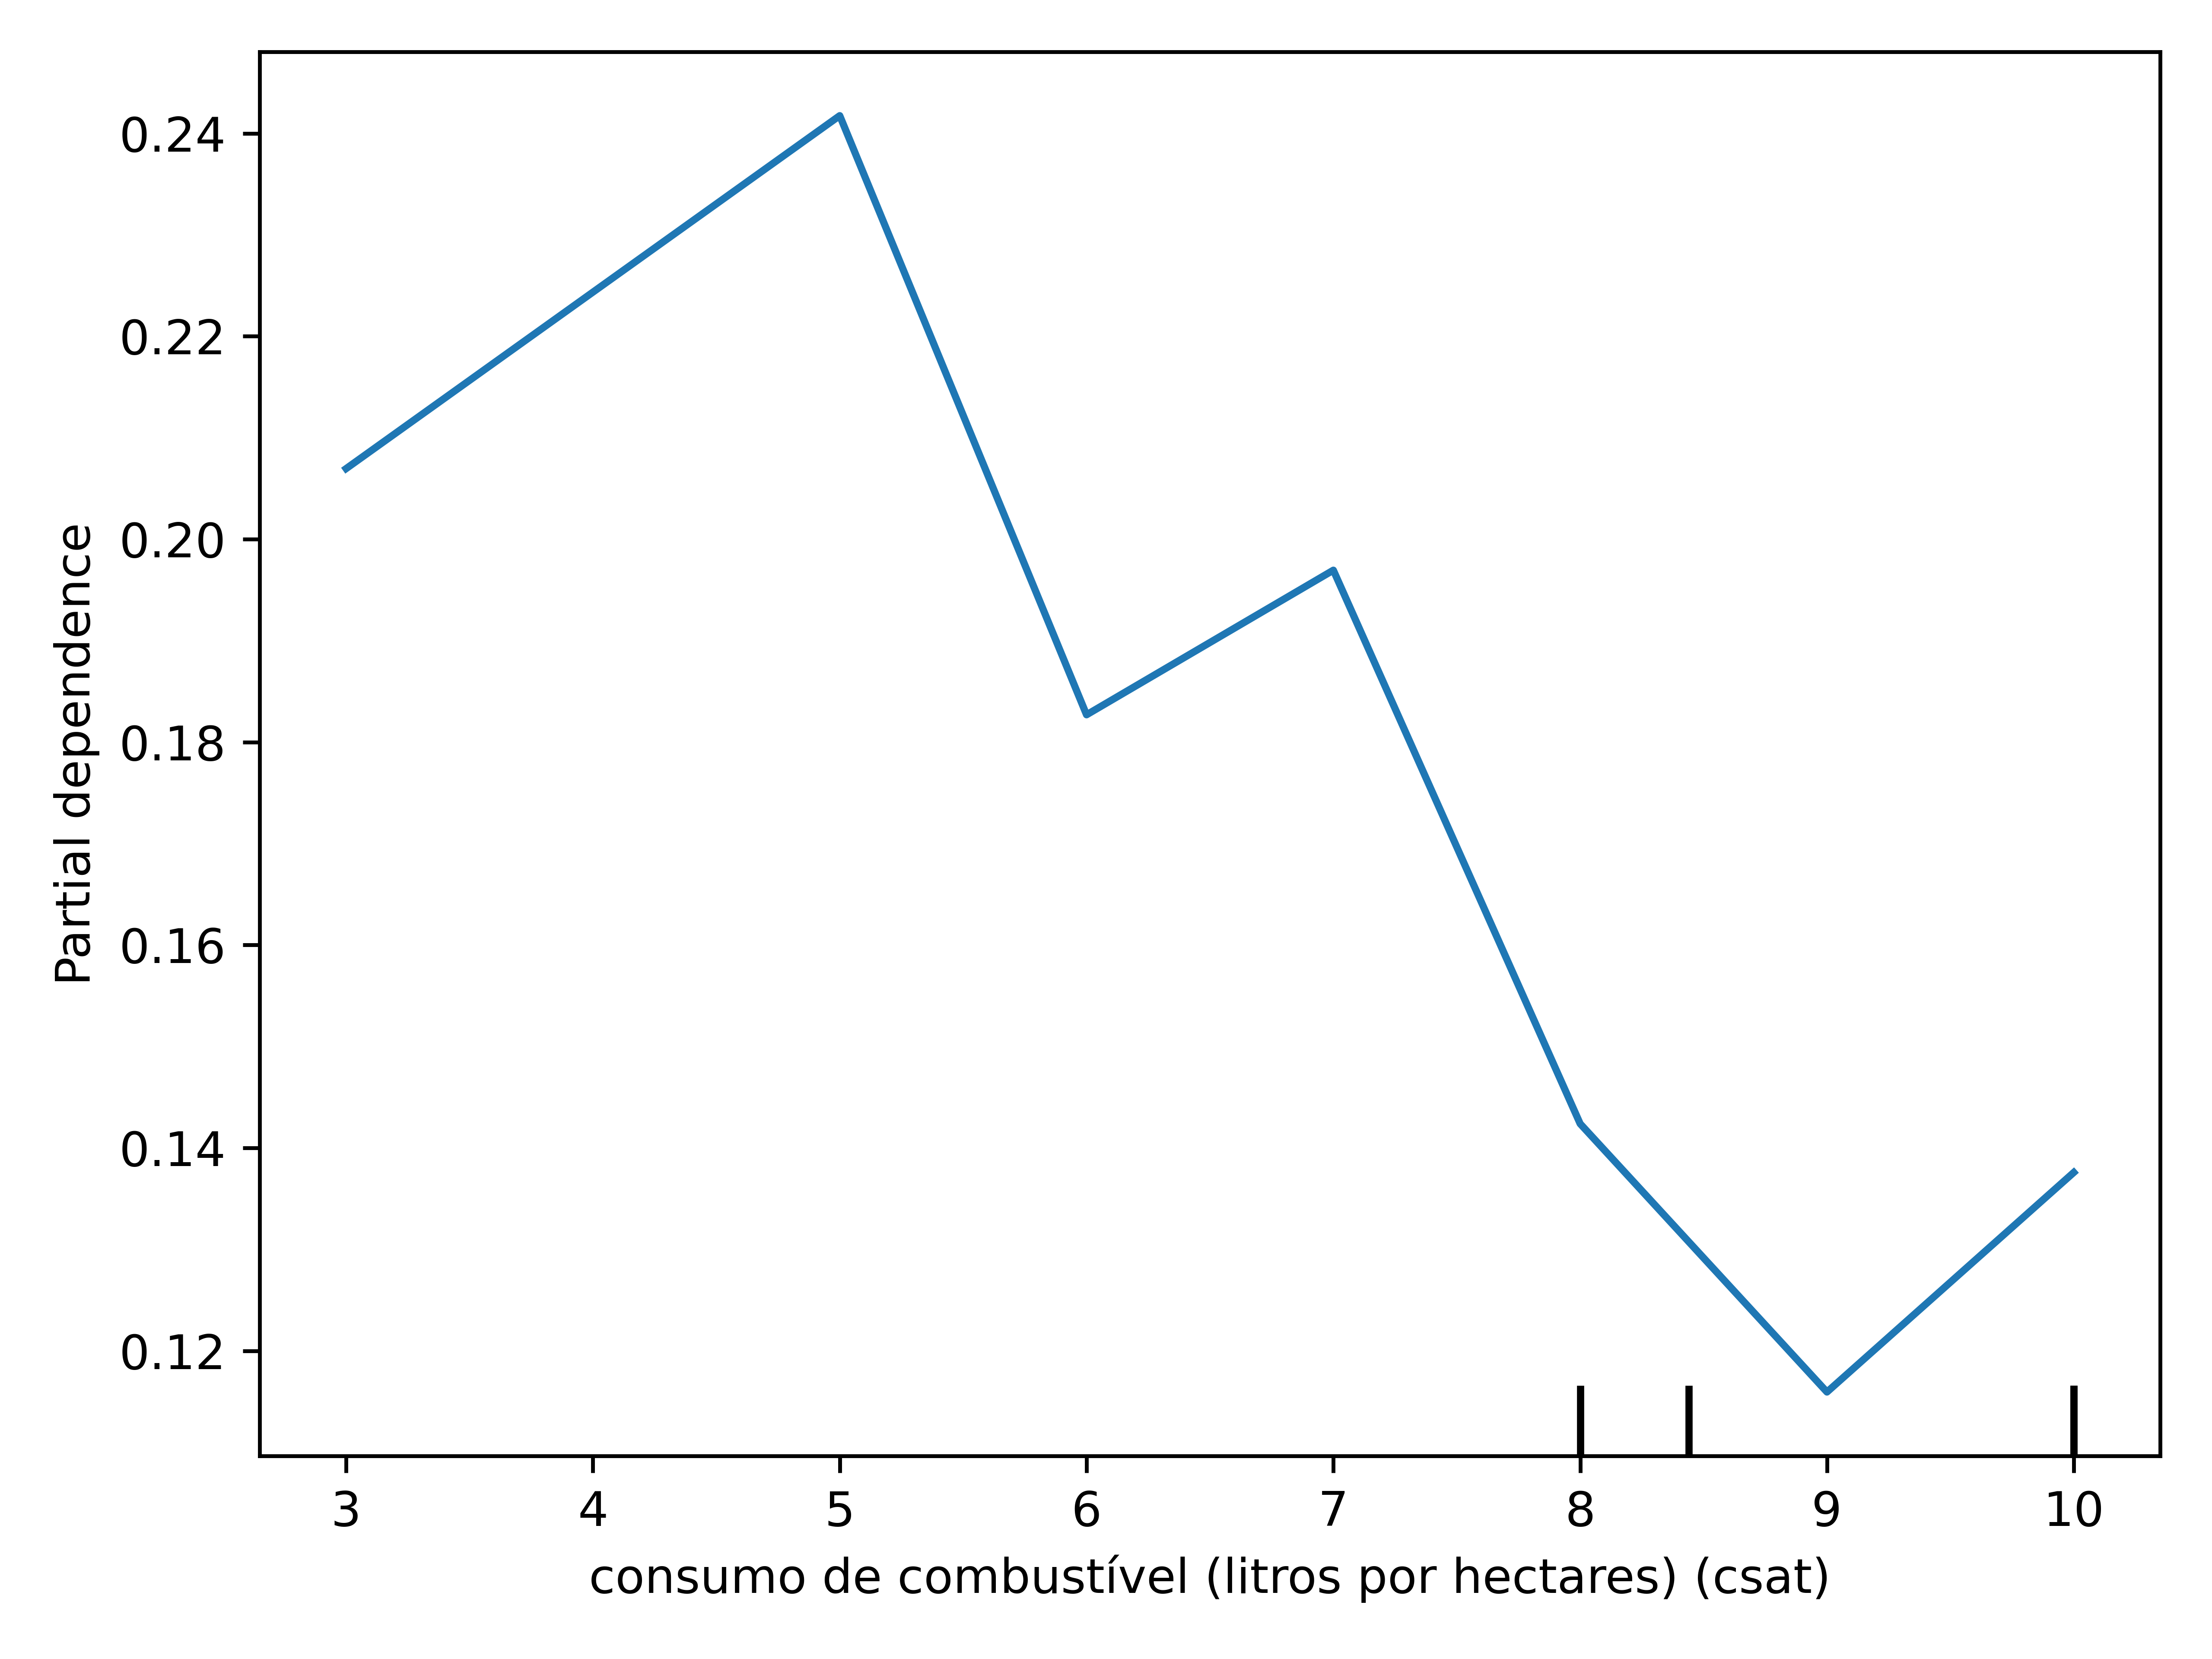 Partial dependence
0.24
0.22
0.20
0.18
0.16
0.14
0.12
3 4 5 6 7 8 9 10
consumo de combustível (litros por hectares) (csat)